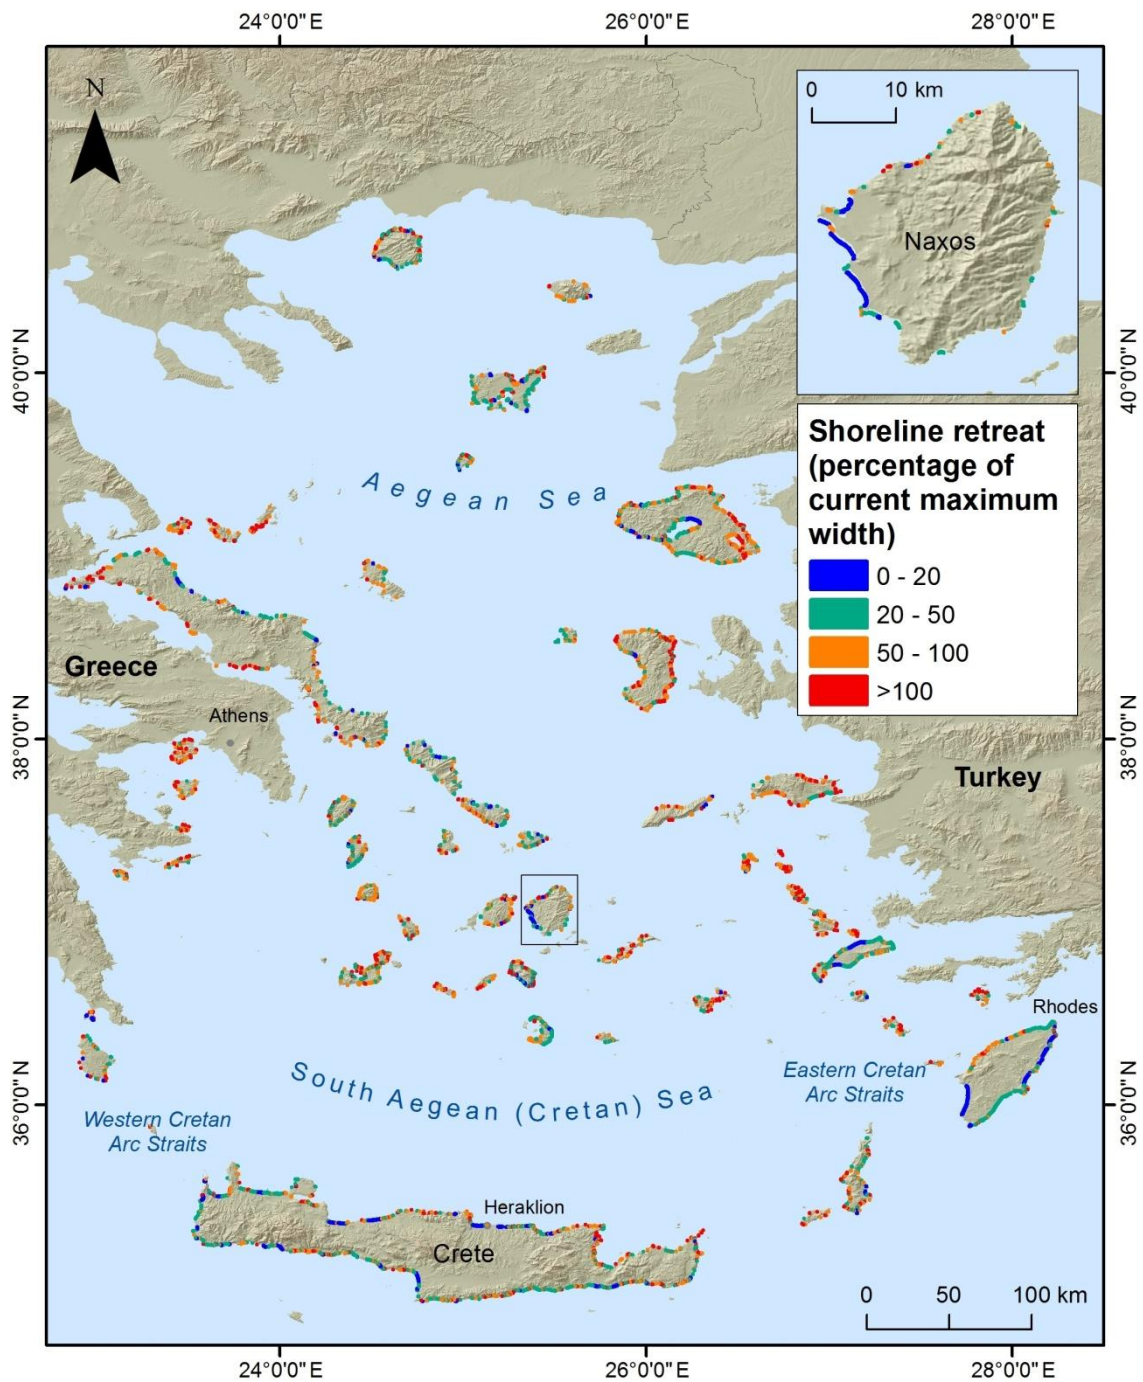 24°0'0"E
26°0'0"E
28°0'0"E
N
0 10 km
Naxos
40°0'0"N
40°0'0"N
Shoreline retreat
(percentage of
current maximum
width)
0 - 20
20 - 50
50 - 100
>100
Aegean Sea
Greece
Athens
38°0'0"N
38°0'0"N
Turkey
Rhodes
Eastern Cretan
Arc Straits
South Aegean (Cretan) Sea
36°0'0"N
36°0'0"N
Western Cretan
Arc Straits
Heraklion
Crete
0 50 100 km
24°0'0"E
26°0'0"E
28°0'0"E